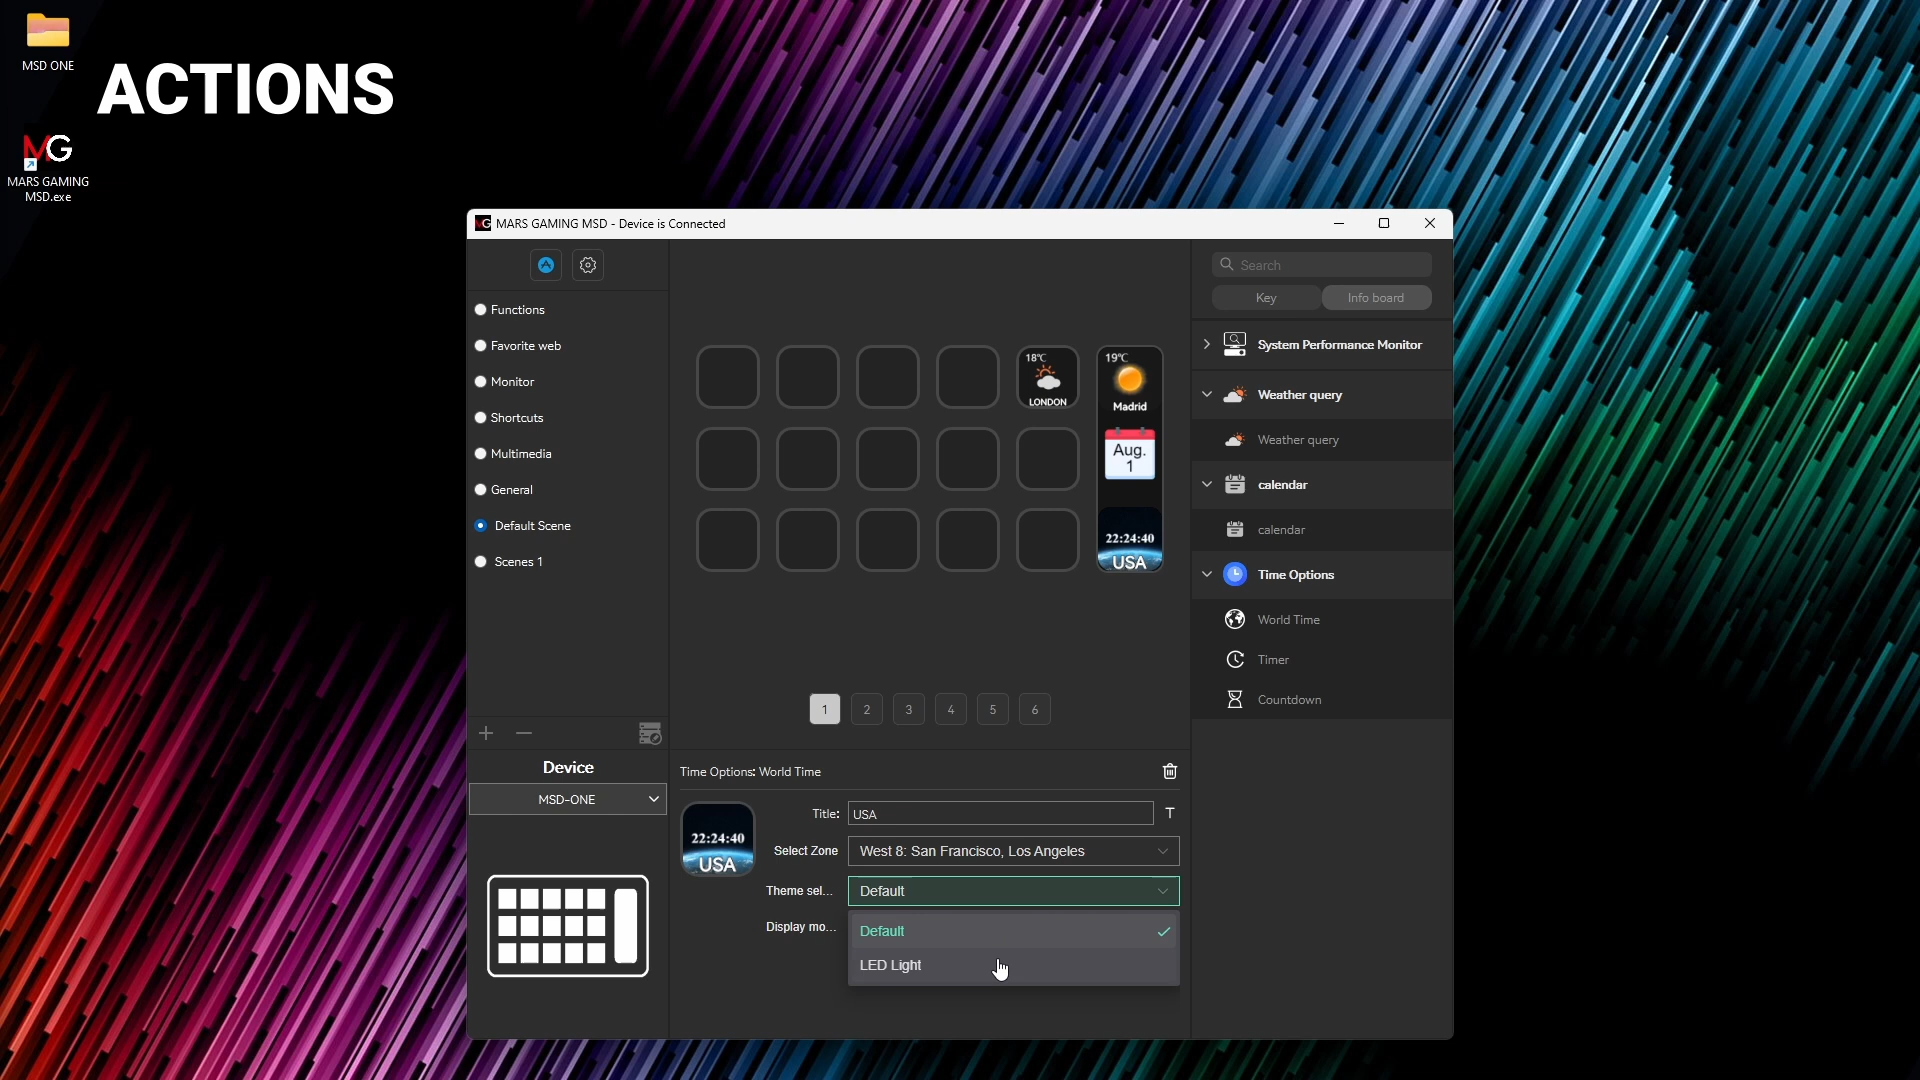 MSD ONE
ACTIONS
MG
MARS GAMING
MSD.exe
MG MARS GAMING MSD - Device is Connected
Functions
Favorite web
Monitor
Shortcuts
Multimedia
General
Default Scene
Scenes 1
Device
MSD-ONE
18℃
LONDON
19℃
Madrid
Aug.
1
22:24:40
USA
1 2 3 4 5 6
Time Options: World Time
22:24:40
USA
Title: USA T
Select Zone West 8: San Francisco, Los Angeles
Theme sel... Default
Display mo...
Default
LED Light
Search
Key Info board
System Performance Monitor
Weather query
Weather query
calendar
calendar
Time Options
World Time
Timer
Countdown